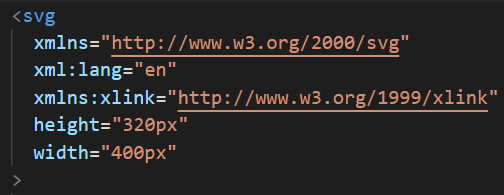 <svg
xmlns="http://www.w3.org/2000/svg"
xml:lang="en"
xmlns:xlink="http://www.w3.org/1999/xlink"
height="320px"
width="400px"
>